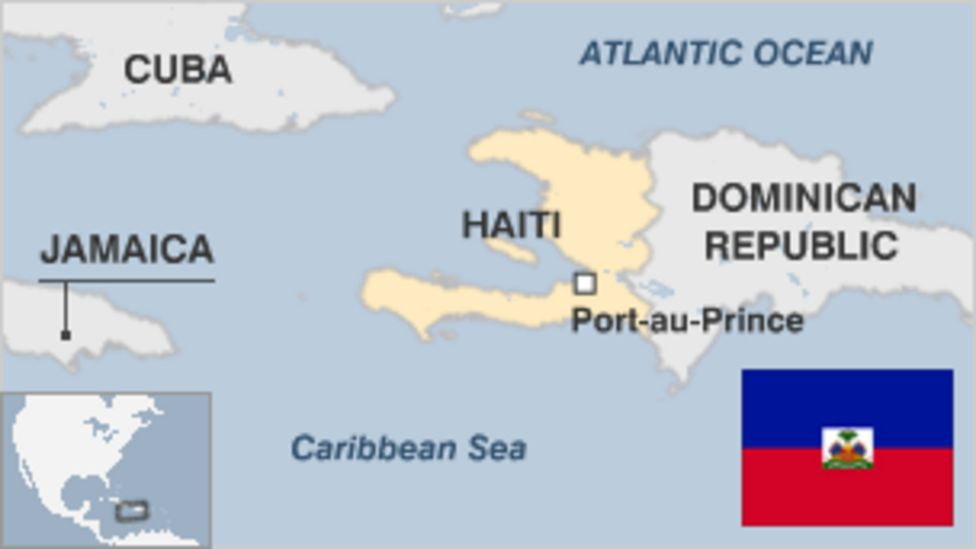 CUBA
ATLANTIC OCEAN
HAITI
DOMINICAN
REPUBLIC
JAMAICA
Port-au-Prince
Caribbean Sea